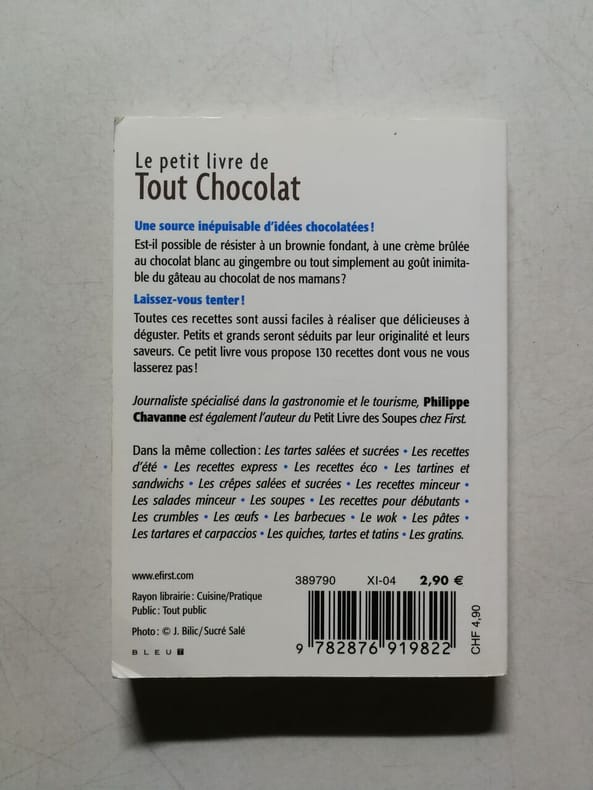 Le petit livre de
Tout Chocolat
Une source inépuisable d'idées chocolatées !
Est-il possible de résister à un brownie fondant, à une crème brûlée
au chocolat blanc au gingembre ou tout simplement au goût inimita-
ble du gâteau au chocolat de nos mamans ?
Laissez-vous tenter !
Toutes ces recettes sont aussi faciles à réaliser que délicieuses à
déguster. Petits et grands seront séduits par leur originalité et leurs
saveurs. Ce petit livre vous propose 130 recettes dont vous ne vous
lasserez pas !
Journaliste spécialisé dans la gastronomie et le tourisme, Philippe
Chavanne est également l'auteur du Petit Livre des Soupes chez First.
Dans la même collection : Les tartes salées et sucrées • Les recettes
d'été • Les recettes express • Les recettes éco • Les tartines et
sandwichs • Les crêpes salées et sucrées • Les recettes minceur •
Les salades minceur • Les soupes • Les recettes pour débutants •
Les crumbles • Les œufs • Les barbecues • Le wok • Les pâtes •
Les tartares et carpaccios • Les quiches, tartes et tatins • Les gratins.
www.efirst.com
Rayon librairie : Cuisine/Pratique
Public : Tout public
Photo : © J. Bilic / Sucré Salé
BLEU T
389790 XI-04 2,90 €
9 782876 919822
CHF 4,90